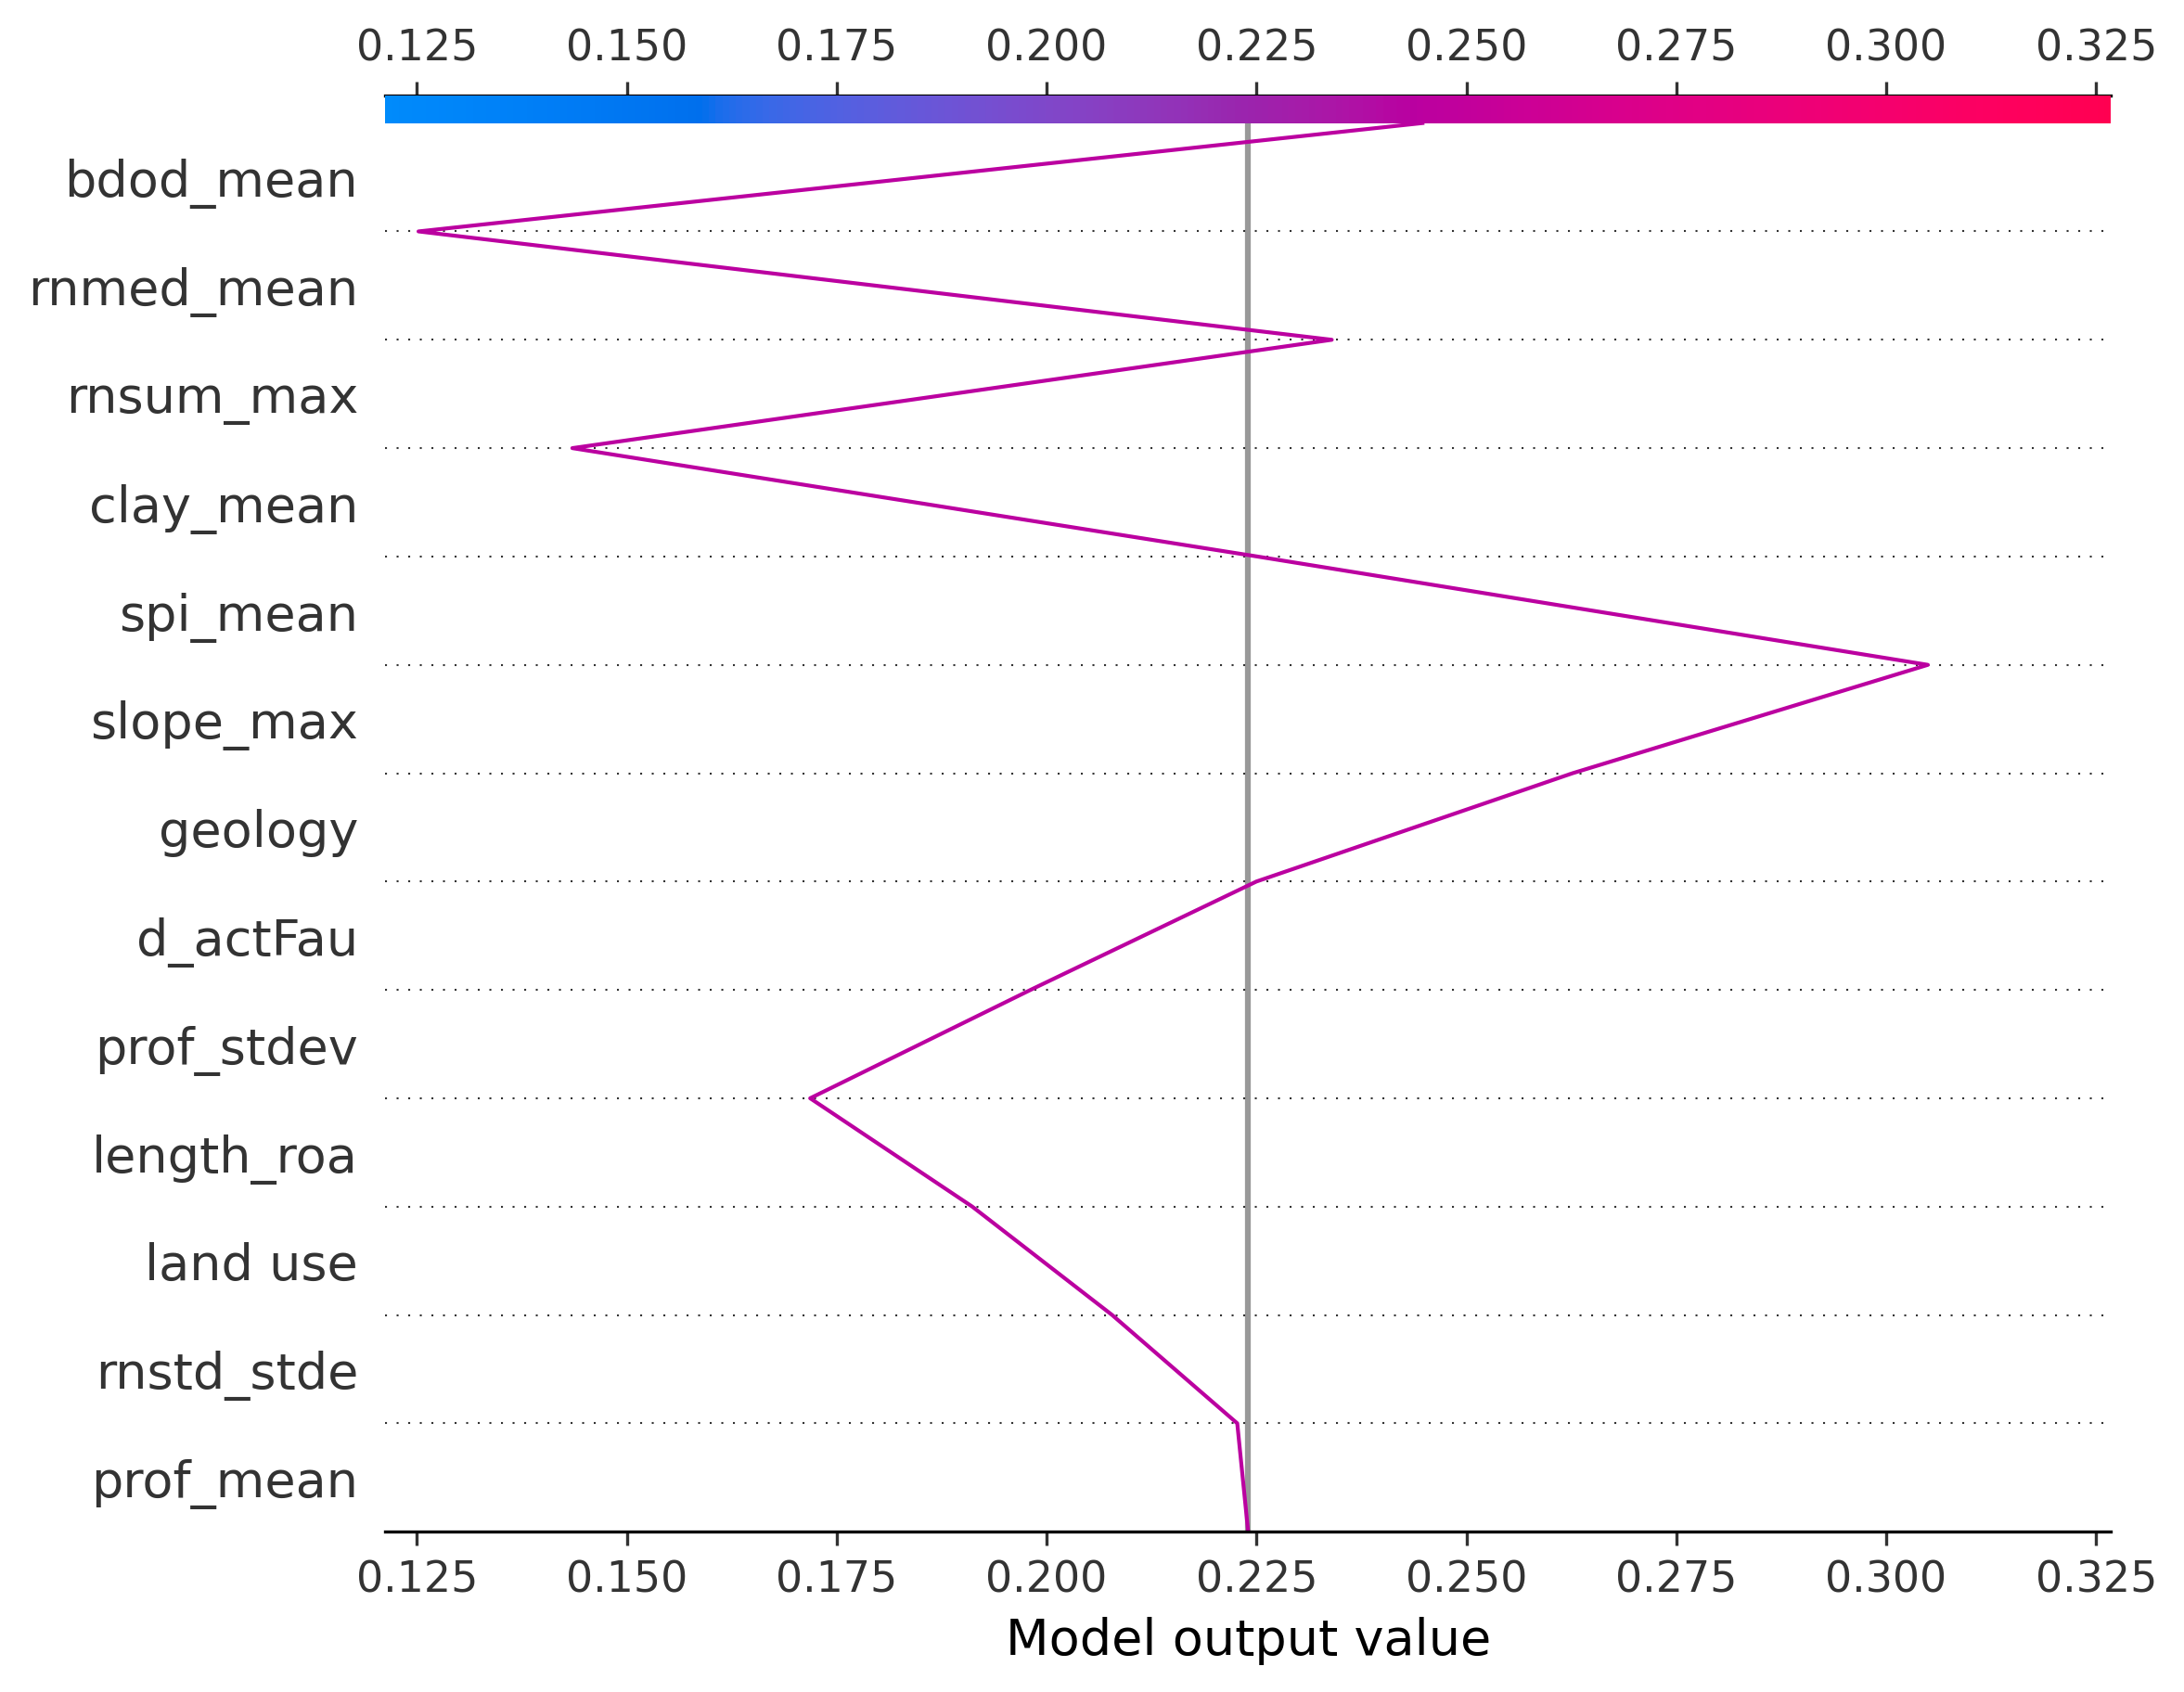 0.125 0.150 0.175 0.200 0.225 0.250 0.275 0.300 0.325
bdod_mean
rnmed_mean
rnsum_max
clay_mean
spi_mean
slope_max
geology
d_actFau
prof_stdev
length_roa
land use
rnstd_stde
prof_mean
0.125 0.150 0.175 0.200 0.225 0.250 0.275 0.300 0.325
Model output value